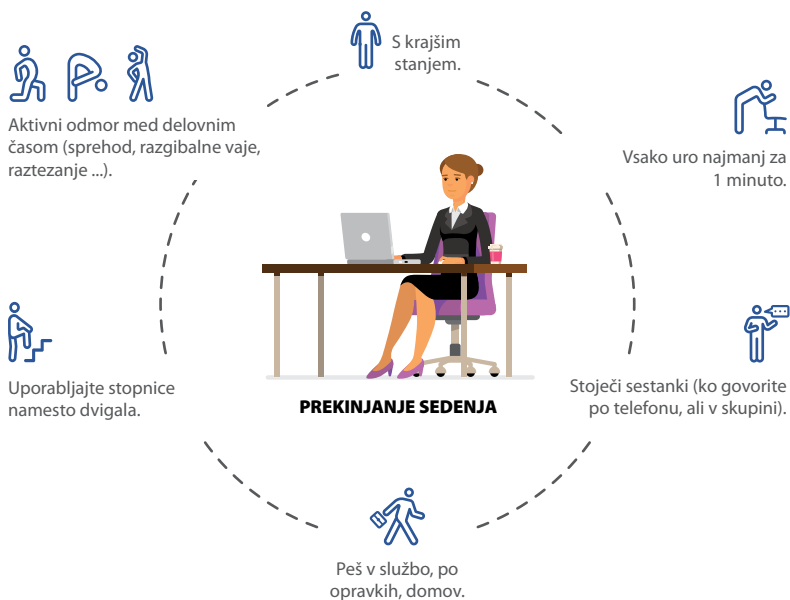 S krajšim
stanjem.
Aktivni odmor med delovnim
časom (sprehod, razgibalne vaje,
raztezanje ...).
Vsako uro najmanj za
1 minuto.
Uporabljajte stopnice
namesto dvigala.
Stoječi sestanki (ko govorite
po telefonu, ali v skupini).
PREKINJANJE SEDENJA
Peš v službo, po
opravkih, domov.